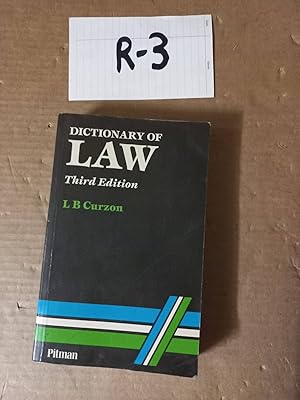 R-3
DICTIONARY OF
LAW
Third Edition
L B Curzon
Pitman